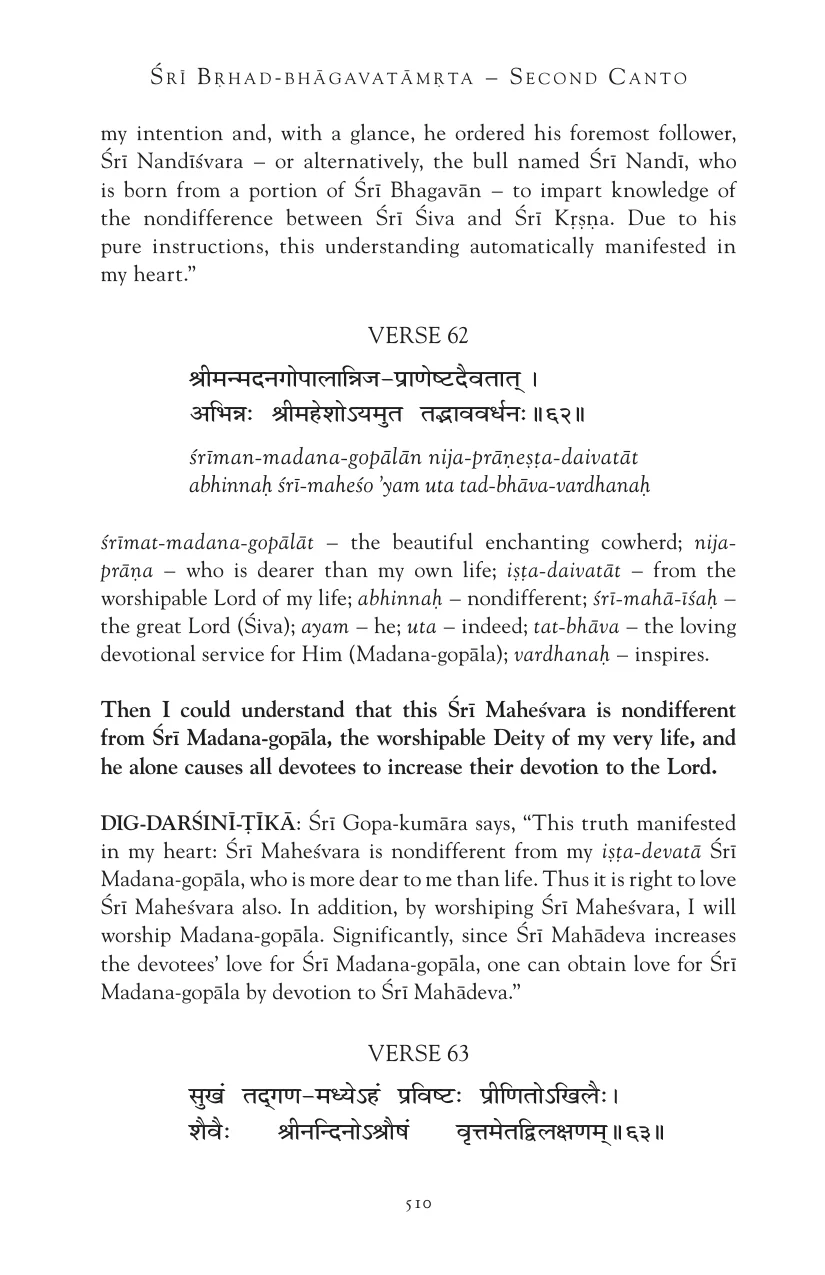 Śrī Bṛhad-bhāgavatāmṛta – Second Canto
my intention and, with a glance, he ordered his foremost follower,
Śrī Nandīśvara – or alternatively, the bull named Śrī Nandī, who
is born from a portion of Śrī Bhagavān – to impart knowledge of
the nondifference between Śrī Śiva and Śrī Kṛṣṇa. Due to his
pure instructions, this understanding automatically manifested in
my heart.”
VERSE 62
श्रीमन्मदनगोपालान्निज-प्राणेष्टदैवतात् ।
अभिन्नः श्रीमहेशोऽयमुत तद्भाववर्धनः॥६२॥
śrīman-madana-gopālān nija-prāṇeṣṭa-daivatāt
abhinnaḥ śrī-maheśo ’yam uta tad-bhāva-vardhanaḥ
śrīmat-madana-gopālāt – the beautiful enchanting cowherd; nija-
prāṇa – who is dearer than my own life; iṣṭa-daivatāt – from the
worshipable Lord of my life; abhinnaḥ – nondifferent; śrī-mahā-īśaḥ –
the great Lord (Śiva); ayam – he; uta – indeed; tat-bhāva – the loving
devotional service for Him (Madana-gopāla); vardhanaḥ – inspires.
Then I could understand that this Śrī Maheśvara is nondifferent
from Śrī Madana-gopāla, the worshipable Deity of my very life, and
he alone causes all devotees to increase their devotion to the Lord.
DIG-DARŚINĪ-ṬĪKĀ: Śrī Gopa-kumāra says, “This truth manifested
in my heart: Śrī Maheśvara is nondifferent from my iṣṭa-devatā Śrī
Madana-gopāla, who is more dear to me than life. Thus it is right to love
Śrī Maheśvara also. In addition, by worshiping Śrī Maheśvara, I will
worship Madana-gopāla. Significantly, since Śrī Mahādeva increases
the devotees’ love for Śrī Madana-gopāla, one can obtain love for Śrī
Madana-gopāla by devotion to Śrī Mahādeva.”
VERSE 63
सुखं तद्गण-मध्येऽहं प्रविष्टः प्रीणितोऽखिलैः।
शैवैः श्रीनन्दिनोऽश्रौषं वृत्तमेतद्विलक्षणम्॥६३॥
510